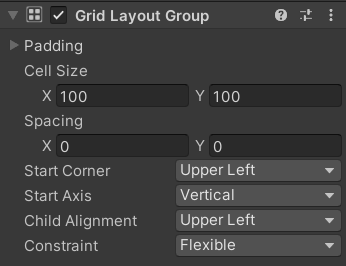 Grid Layout Group
Padding
Cell Size
X 100 Y 100
Spacing
X 0 Y 0
Start Corner Upper Left
Start Axis Vertical
Child Alignment Upper Left
Constraint Flexible